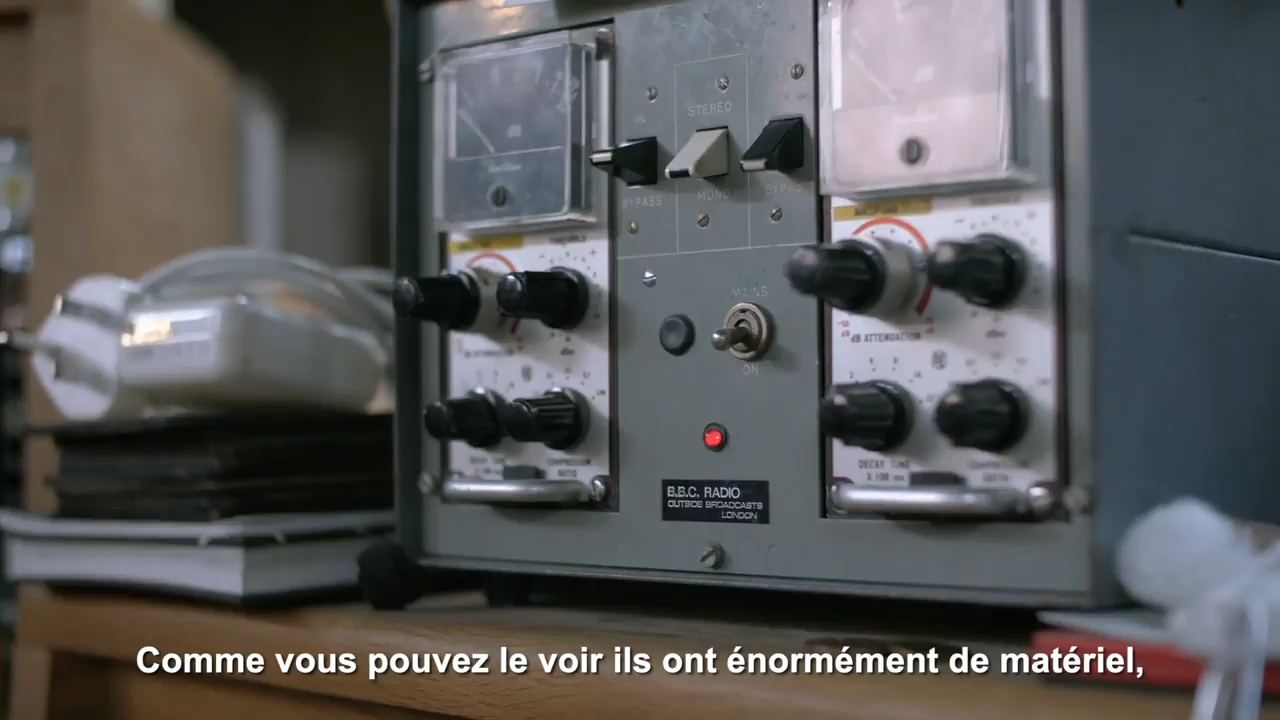 STEREO
BYPASS
MONO
BYPAS
MAINS
ON
dB ATTENUATION
DECAY TIME
X 100 ms
B.B.C. RADIO
OUTSIDE BROADCASTS
LONDON
Comme vous pouvez le voir ils ont énormément de matériel,